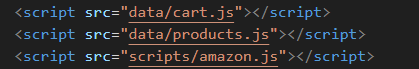 <script src="data/cart.js"></script>
<script src="data/products.js"></script>
<script src="scripts/amazon.js"></script>